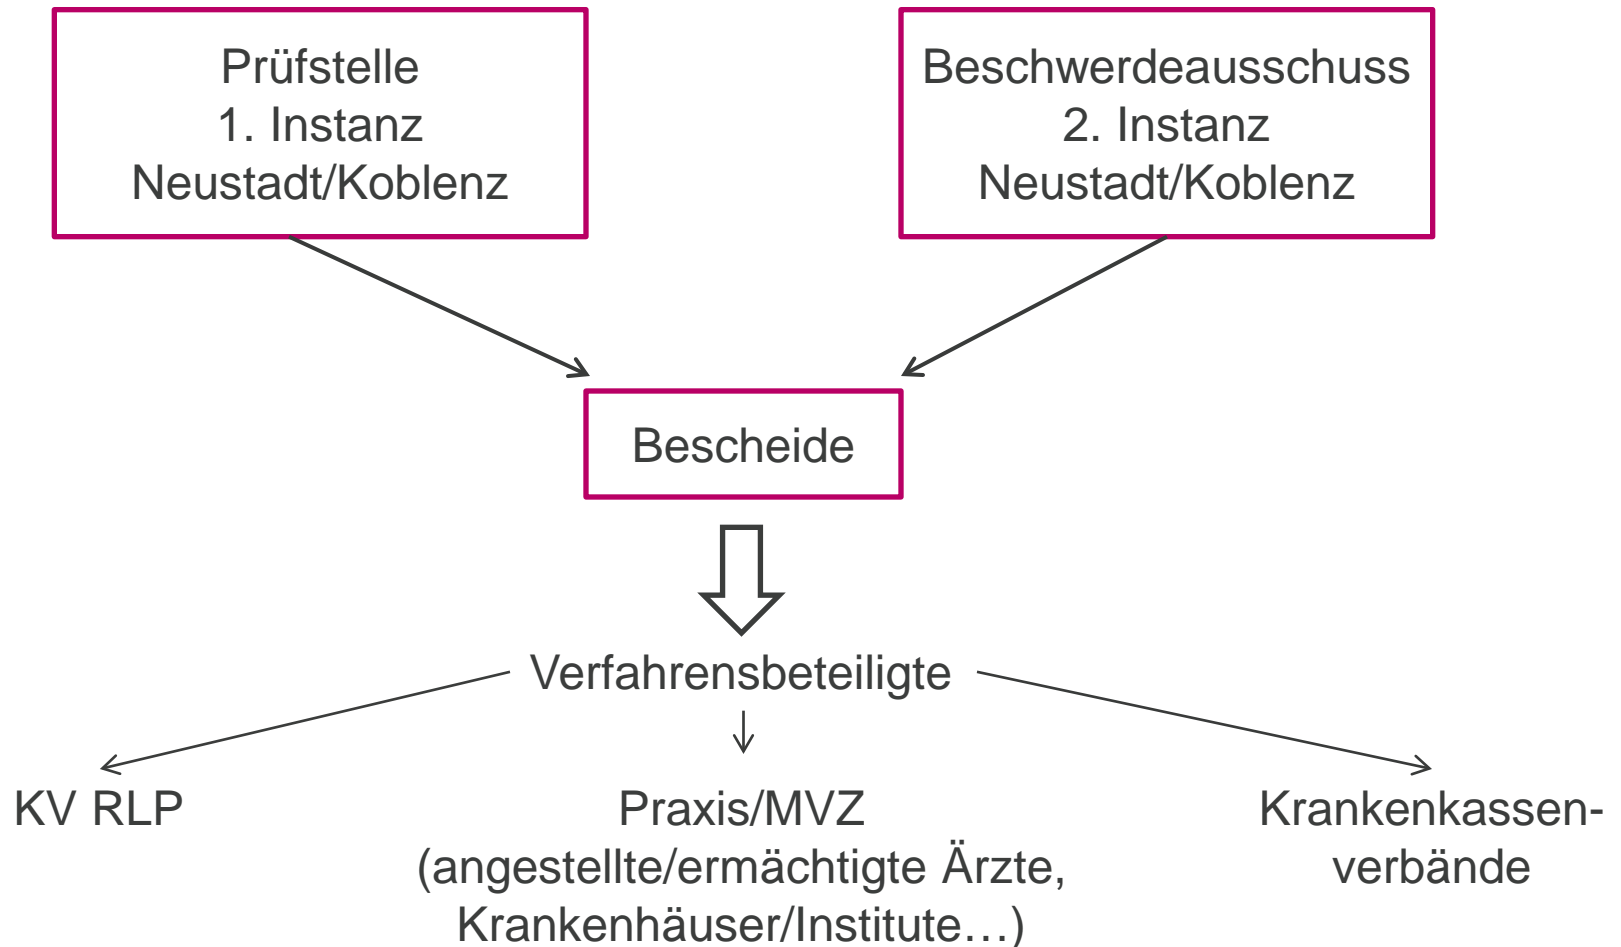 Prüfstelle
1. Instanz
Neustadt/Koblenz
Beschwerdeausschuss
2. Instanz
Neustadt/Koblenz
Bescheide
Verfahrensbeteiligte
KV RLP
Praxis/MVZ
(angestellte/ermächtigte Ärzte,
Krankenhäuser/Institute…)
Krankenkassen-
verbände